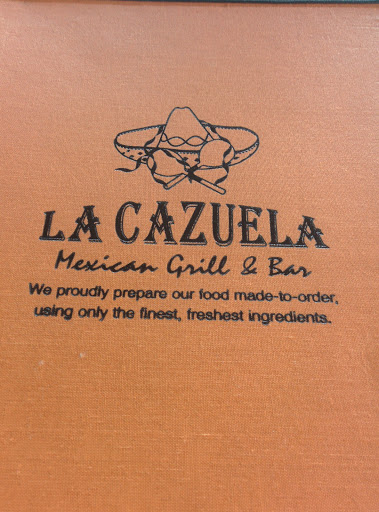 LA CAZUELA
Mexican Grill & Bar
We proudly prepare our food made-to-order,
using only the finest, freshest ingredients.